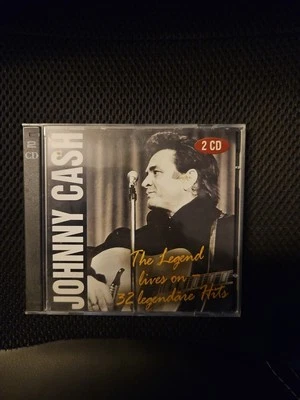 2
CD
JOHNNY CASH
2 CD
The Legend
lives on
32 legendäre Hits